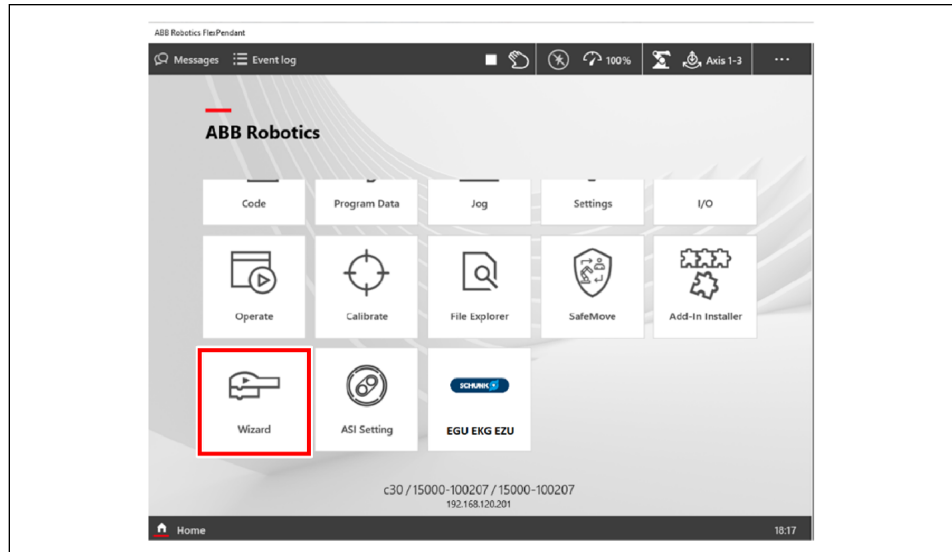 ABB Robotics FlexPendant
Messages Event log 100% Axis 1-3 ...
ABB Robotics
Code Program Data Jog Settings I/O
Operate Calibrate File Explorer SafeMove Add-In Installer
SCHUNK
Wizard ASI Setting EGU EKG EZU
c30 / 15000-100207 / 15000-100207
192.168.120.201
Home 18:17